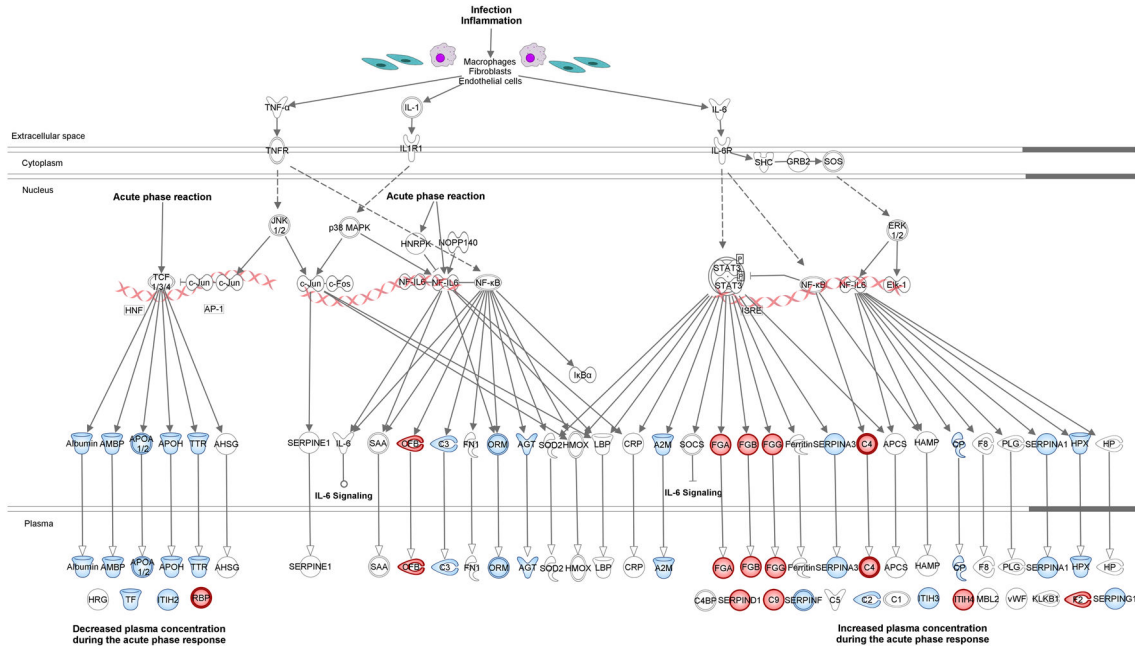 Infection
Inflammation
Macrophages
Fibroblasts
Endothelial cells
TNF-α
IL-1
IL-6
Extracellular space
TNFR
IL1R1
IL-6R
SHC
GRB2
SOS
Cytoplasm
Nucleus
Acute phase reaction
Acute phase reaction
JNK
1/2
p38 MAPK
HNRPK
NOPP140
ERK
1/2
TCF
1/3/4
c-Jun
c-Jun
c-Jun
c-Fos
NF-IL6
NF-IL6
NF-κB
STAT3
P
STAT3
P
NF-κB
NF-IL6
Elk-1
HNF
AP-1
ISRE
IκBα
Albumin
AMBP
APOA
1/2
APOH
TTR
AHSG
SERPINE1
IL-6
SAA
CFB
C3
FN1
ORM
AGT
SOD2
HMOX
LBP
CRP
A2M
SOCS
FGA
FGB
FGG
Ferritin
SERPINA3
C4
APCS
HAMP
CP
F8
PLG
SERPINA1
HPX
HP
IL-6 Signaling
IL-6 Signaling
Plasma
Albumin
AMBP
APOA
1/2
APOH
TTR
AHSG
SERPINE1
SAA
CFB
C3
FN1
ORM
AGT
SOD2
HMOX
LBP
CRP
A2M
FGA
FGB
FGG
Ferritin
SERPINA3
C4
APCS
HAMP
CP
F8
PLG
SERPINA1
HPX
HP
HRG
TF
ITIH2
RBP
C4BP
SERPIND1
C9
SERPINF
C5
C2
C1
ITIH3
ITIH4
MBL2
vWF
KLKB1
F2
SERPING1
Decreased plasma concentration
during the acute phase response
Increased plasma concentration
during the acute phase response